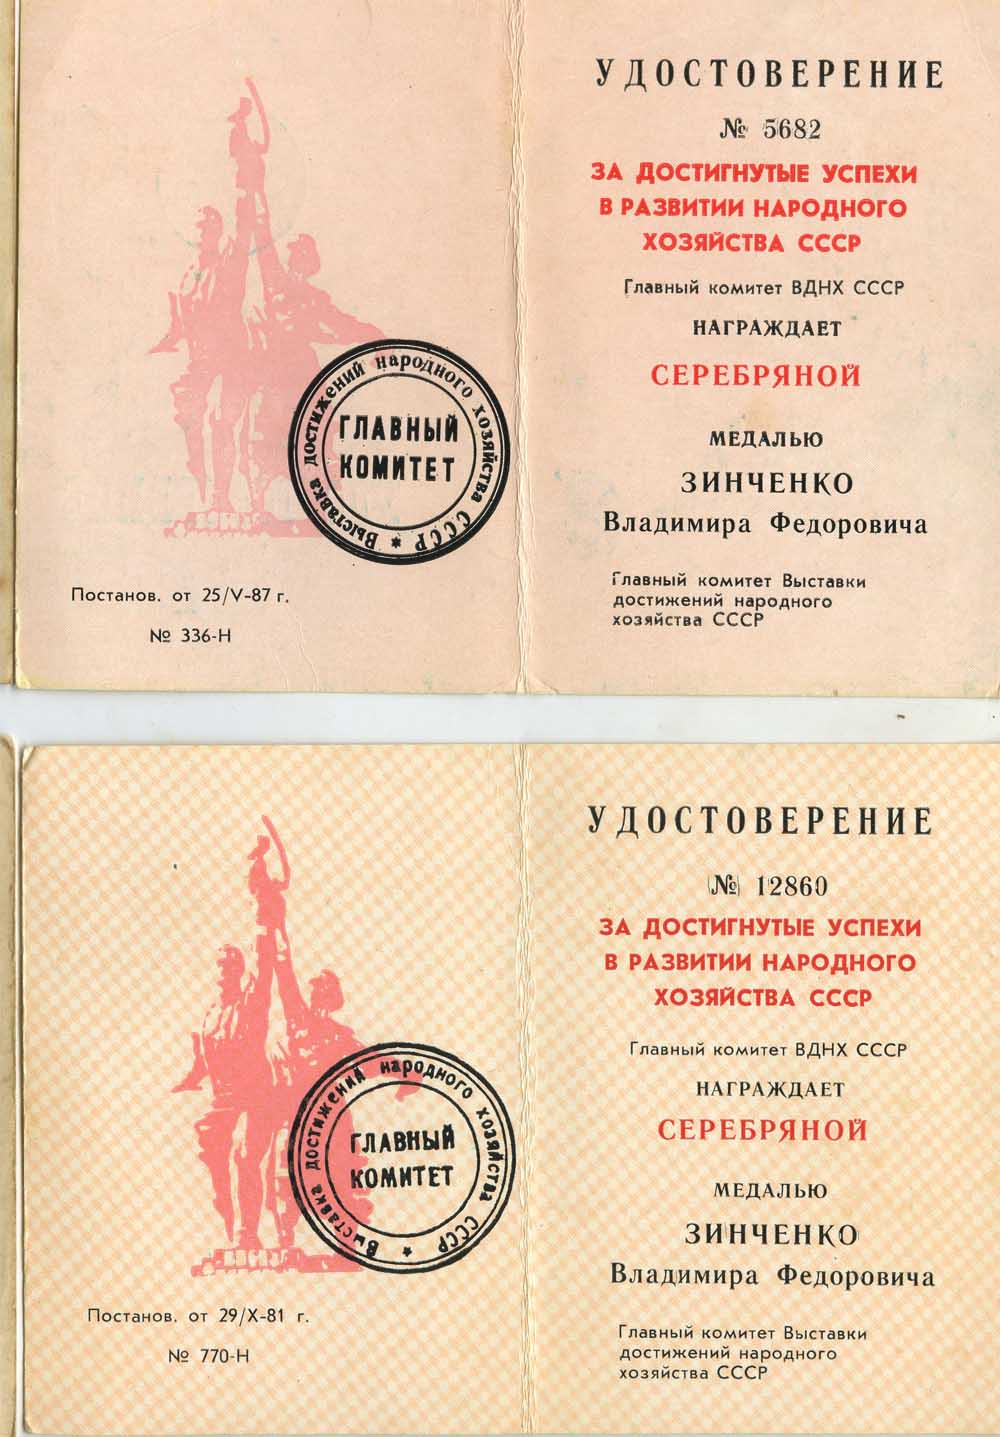 УДОСТОВЕРЕНИЕ
№ 5682
ЗА ДОСТИГНУТЫЕ УСПЕХИ
В РАЗВИТИИ НАРОДНОГО
ХОЗЯЙСТВА СССР
Главный комитет ВДНХ СССР
НАГРАЖДАЕТ
СЕРЕБРЯНОЙ
МЕДАЛЬЮ
ЗИНЧЕНКО
Владимира Федоровича
Главный комитет Выставки
достижений народного
хозяйства СССР
Выставка достижений народного хозяйства СССР
ГЛАВНЫЙ
КОМИТЕТ
Постанов. от 25/V-87 г.
№ 336-Н
УДОСТОВЕРЕНИЕ
№ 12860
ЗА ДОСТИГНУТЫЕ УСПЕХИ
В РАЗВИТИИ НАРОДНОГО
ХОЗЯЙСТВА СССР
Главный комитет ВДНХ СССР
НАГРАЖДАЕТ
СЕРЕБРЯНОЙ
МЕДАЛЬЮ
ЗИНЧЕНКО
Владимира Федоровича
Главный комитет Выставки
достижений народного
хозяйства СССР
Выставка достижений народного хозяйства СССР
ГЛАВНЫЙ
КОМИТЕТ
Постанов. от 29/X-81 г.
№ 770-Н